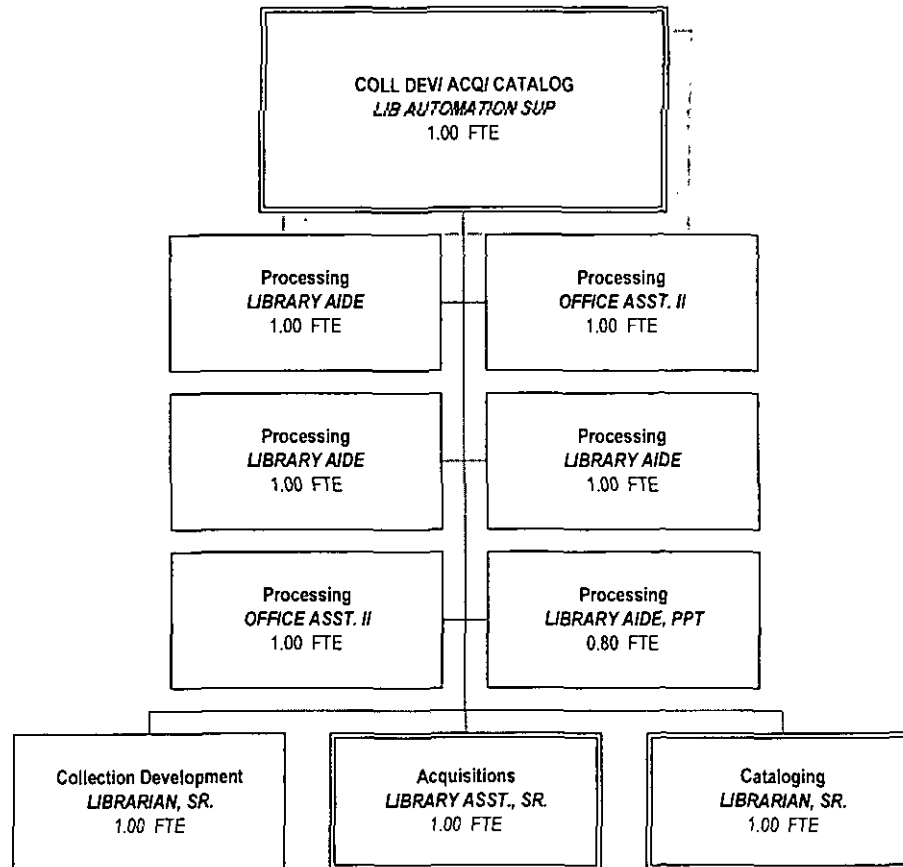 COLL DEV/ ACQ/ CATALOG
LIB AUTOMATION SUP
1.00 FTE
Processing
LIBRARY AIDE
1.00 FTE
Processing
OFFICE ASST. II
1.00 FTE
Processing
LIBRARY AIDE
1.00 FTE
Processing
LIBRARY AIDE
1.00 FTE
Processing
OFFICE ASST. II
1.00 FTE
Processing
LIBRARY AIDE, PPT
0.80 FTE
Collection Development
LIBRARIAN, SR.
1.00 FTE
Acquisitions
LIBRARY ASST., SR.
1.00 FTE
Cataloging
LIBRARIAN, SR.
1.00 FTE